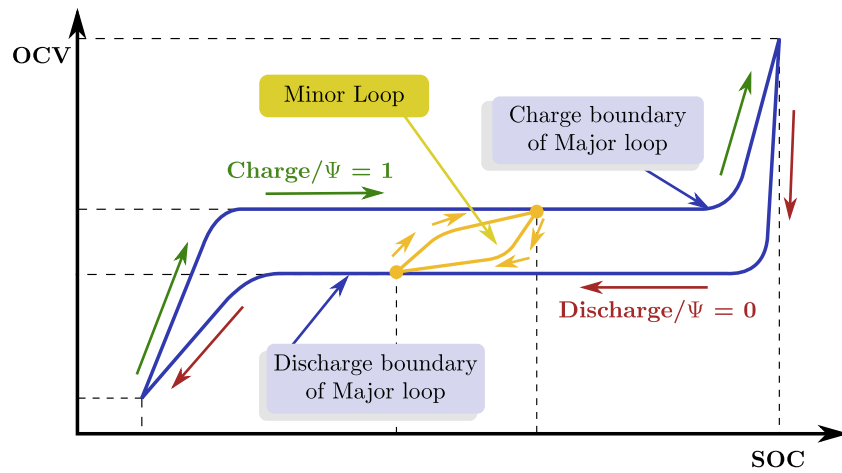 OCV
Minor Loop
Charge boundary
of Major loop
Charge/Ψ = 1
Discharge/Ψ = 0
Discharge boundary
of Major loop
SOC